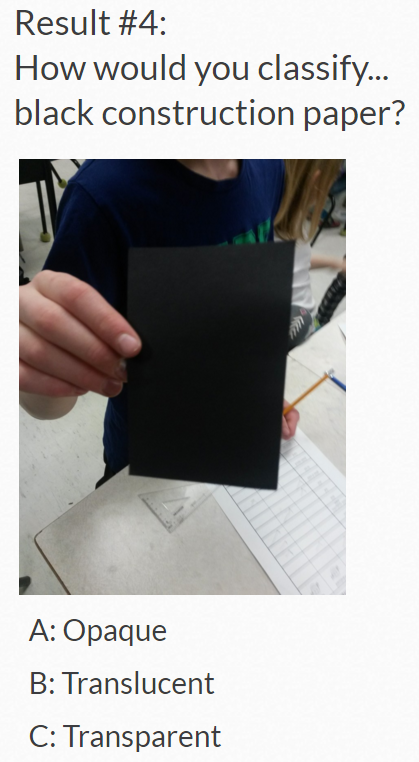 Result #4:
How would you classify...
black construction paper?
A: Opaque
B: Translucent
C: Transparent